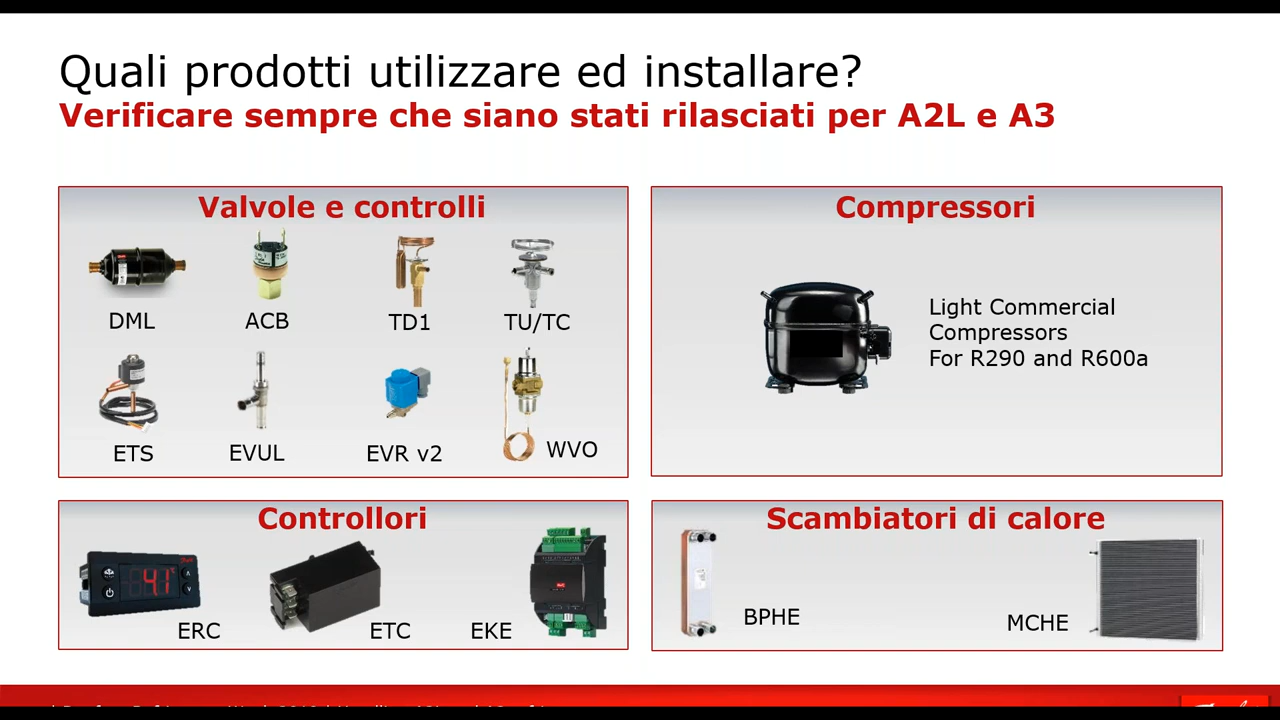 Quali prodotti utilizzare ed installare?
Verificare sempre che siano stati rilasciati per A2L e A3
Valvole e controlli
DML
ACB
TD1
TU/TC
ETS
EVUL
EVR v2
WVO
Compressori
Light Commercial
Compressors
For R290 and R600a
Controllori
4.1
ERC
ETC
EKE
Scambiatori di calore
BPHE
MCHE